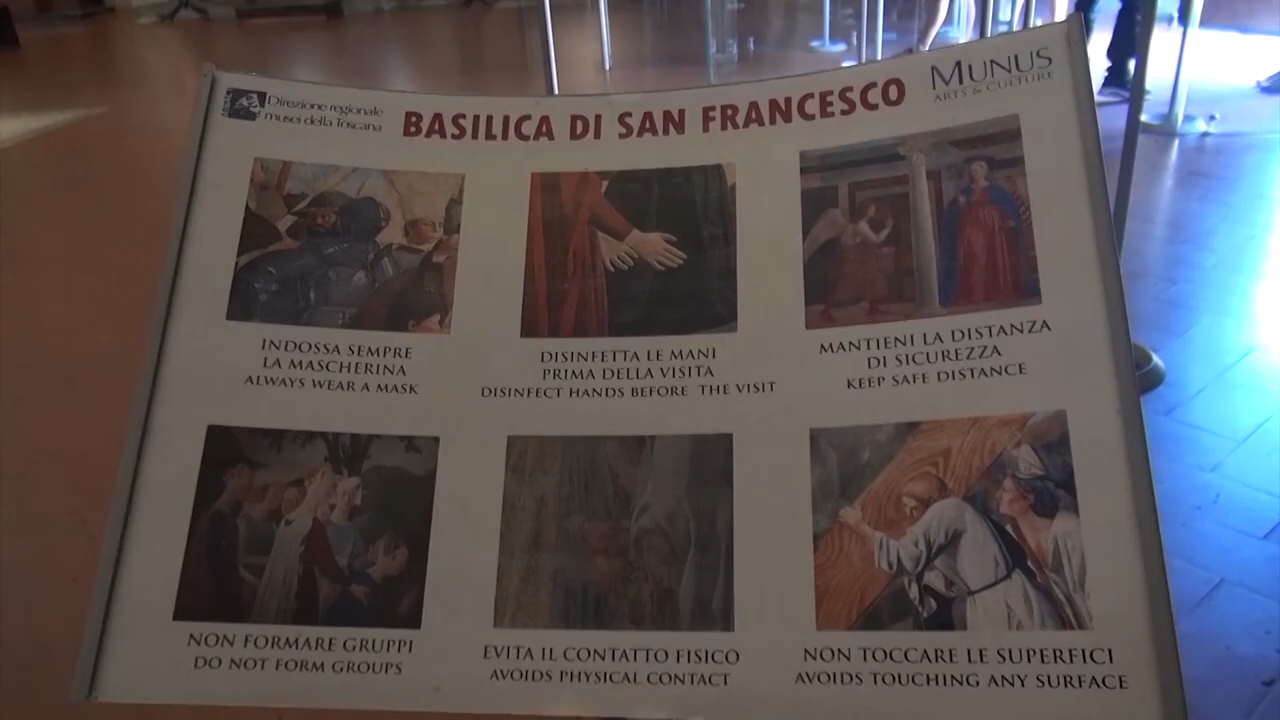 Direzione regionale
musei della Toscana
BASILICA DI SAN FRANCESCO
MUNUS
ARTS & CULTURE
INDOSSA SEMPRE
LA MASCHERINA
ALWAYS WEAR A MASK
DISINFETTA LE MANI
PRIMA DELLA VISITA
DISINFECT HANDS BEFORE THE VISIT
MANTIENI LA DISTANZA
DI SICUREZZA
KEEP SAFE DISTANCE
NON FORMARE GRUPPI
DO NOT FORM GROUPS
EVITA IL CONTATTO FISICO
AVOIDS PHYSICAL CONTACT
NON TOCCARE LE SUPERFICI
AVOIDS TOUCHING ANY SURFACE